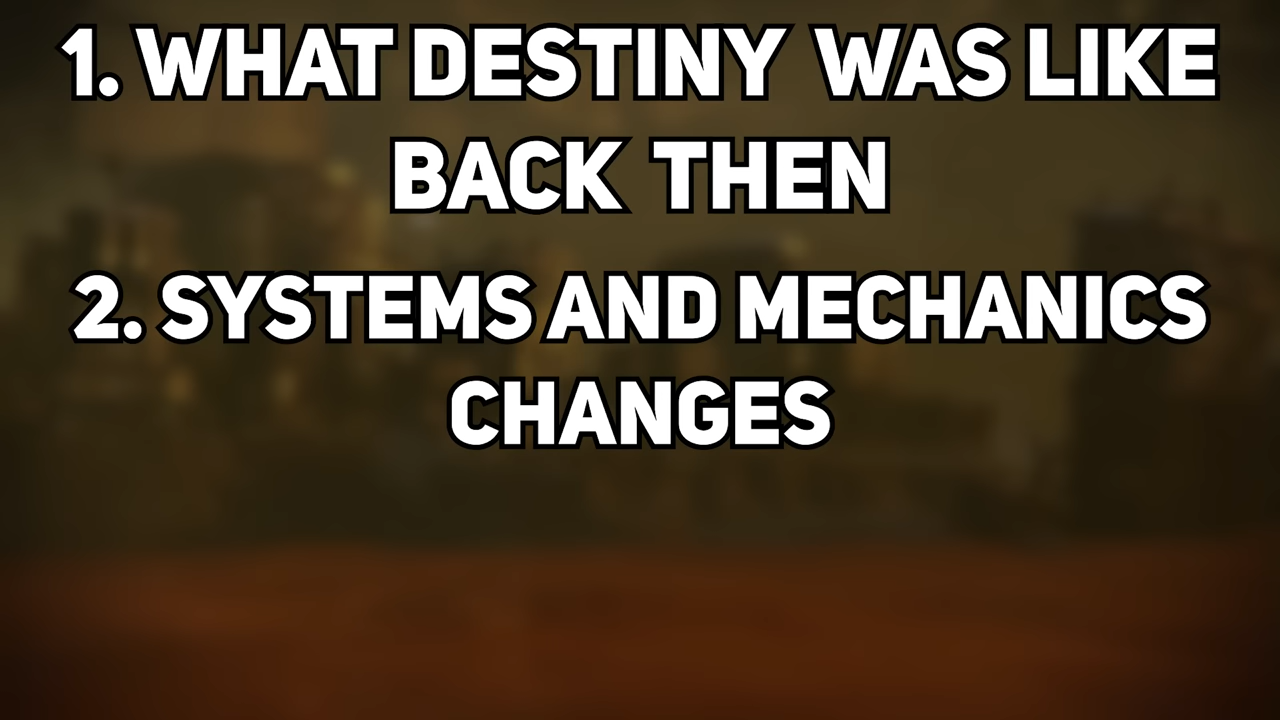 1. WHAT DESTINY WAS LIKE
BACK THEN
2. SYSTEMS AND MECHANICS
CHANGES